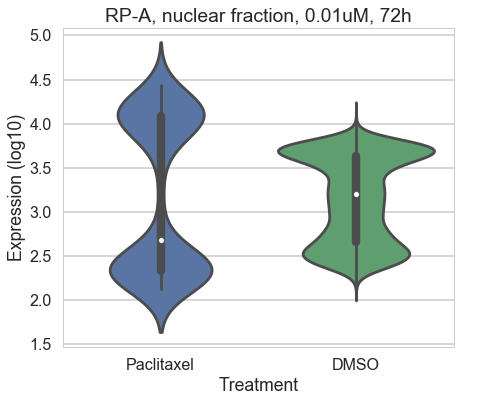 RP-A, nuclear fraction, 0.01uM, 72h
5.0
4.5
4.0
3.5
3.0
2.5
2.0
1.5
Expression (log10)
Paclitaxel DMSO
Treatment